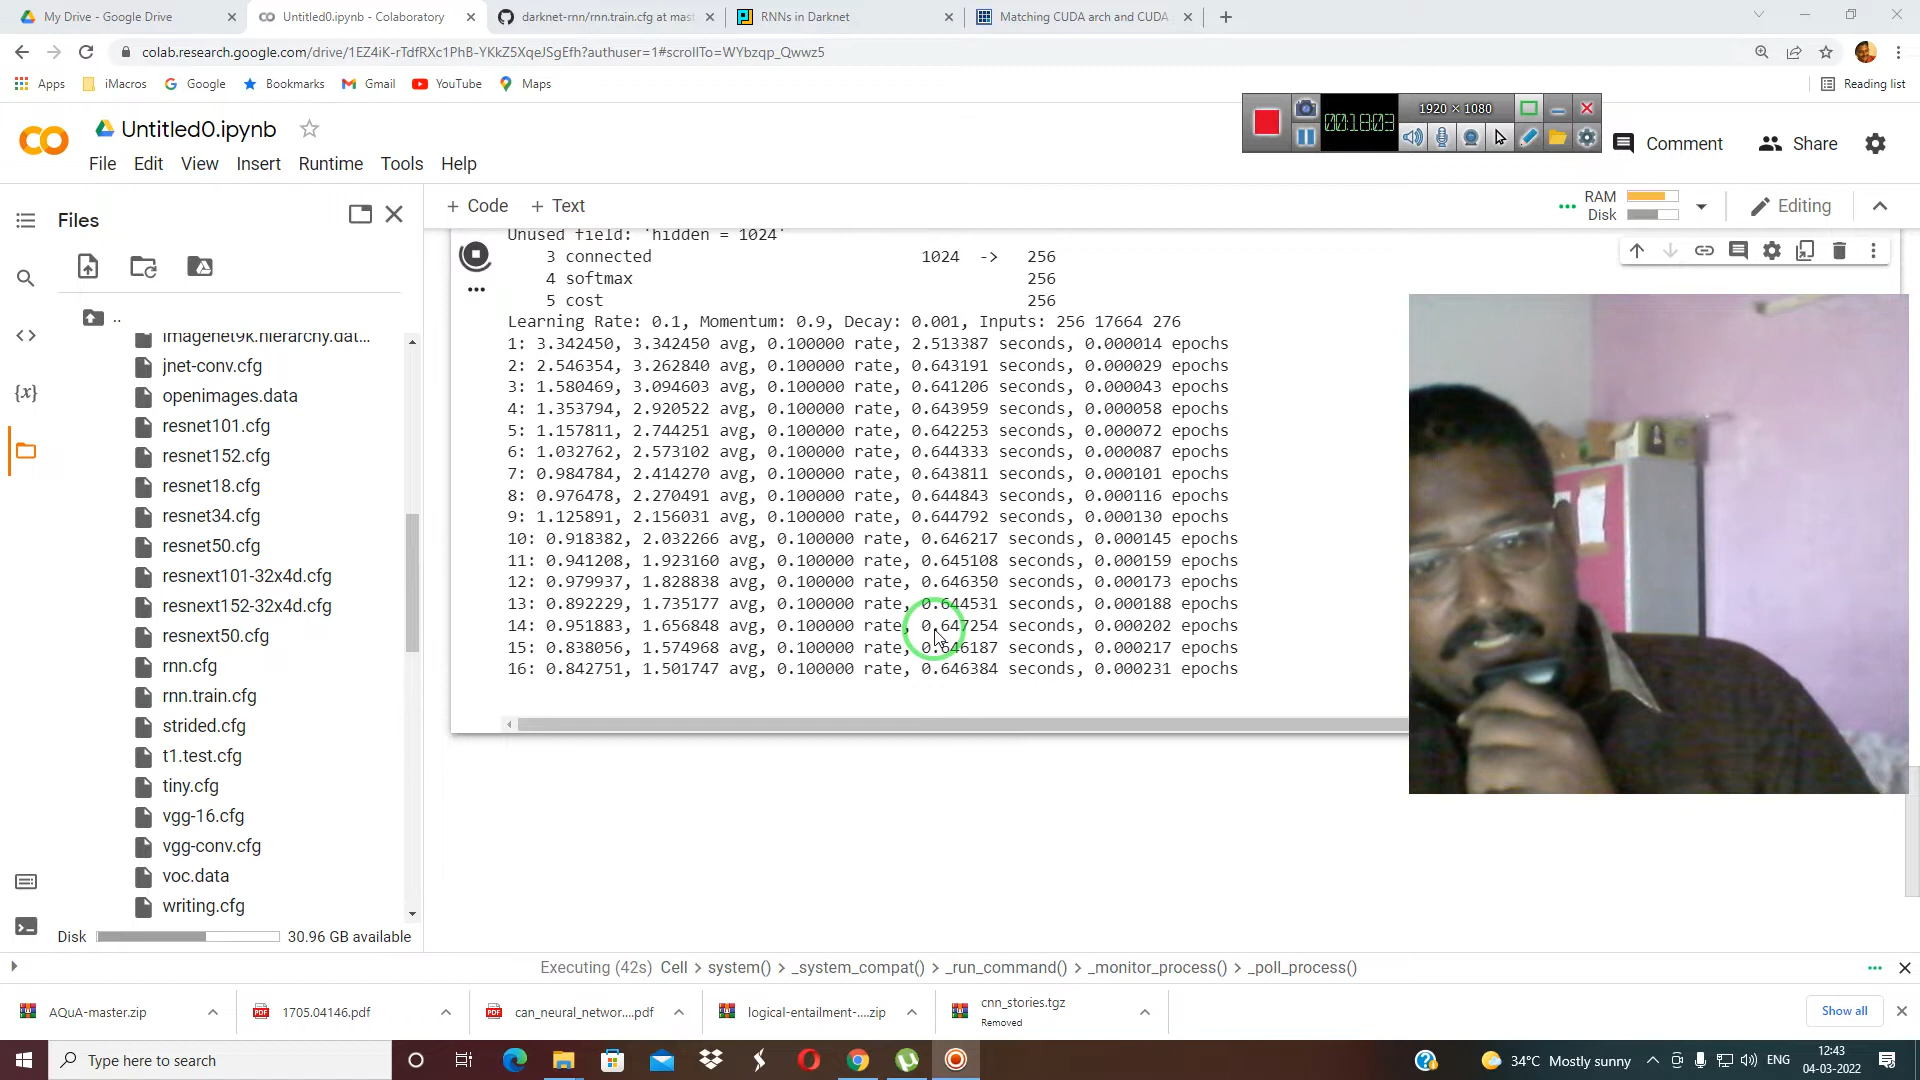 My Drive - Google Drive
Untitled0.ipynb - Colaboratory
darknet-rnn/rnn.train.cfg at mast
RNNs in Darknet
Matching CUDA arch and CUDA
colab.research.google.com/drive/1EZ4iK-rTdfRXc1PhB-YKkZ5XqeJSgEfh?authuser=1#scrollTo=WYbzqp_Qwwz5
Apps
iMacros
Google
Bookmarks
Gmail
YouTube
Maps
Reading list
1920 × 1080
00:18:03
Untitled0.ipynb
File Edit View Insert Runtime Tools Help
Comment
Share
Files
+ Code + Text
RAM
Disk
Editing
..
imagenet9k.hierarchy.dat...
jnet-conv.cfg
openimages.data
resnet101.cfg
resnet152.cfg
resnet18.cfg
resnet34.cfg
resnet50.cfg
resnext101-32x4d.cfg
resnext152-32x4d.cfg
resnext50.cfg
rnn.cfg
rnn.train.cfg
strided.cfg
t1.test.cfg
tiny.cfg
vgg-16.cfg
vgg-conv.cfg
voc.data
writing.cfg
Disk 30.96 GB available
Unused field: 'hidden = 1024'
3 connected 1024 -> 256
4 softmax 256
5 cost 256
Learning Rate: 0.1, Momentum: 0.9, Decay: 0.001, Inputs: 256 17664 276
1: 3.342450, 3.342450 avg, 0.100000 rate, 2.513387 seconds, 0.000014 epochs
2: 2.546354, 3.262840 avg, 0.100000 rate, 0.643191 seconds, 0.000029 epochs
3: 1.580469, 3.094603 avg, 0.100000 rate, 0.641206 seconds, 0.000043 epochs
4: 1.353794, 2.920522 avg, 0.100000 rate, 0.643959 seconds, 0.000058 epochs
5: 1.157811, 2.744251 avg, 0.100000 rate, 0.642253 seconds, 0.000072 epochs
6: 1.032762, 2.573102 avg, 0.100000 rate, 0.644333 seconds, 0.000087 epochs
7: 0.984784, 2.414270 avg, 0.100000 rate, 0.643811 seconds, 0.000101 epochs
8: 0.976478, 2.270491 avg, 0.100000 rate, 0.644843 seconds, 0.000116 epochs
9: 1.125891, 2.156031 avg, 0.100000 rate, 0.644792 seconds, 0.000130 epochs
10: 0.918382, 2.032266 avg, 0.100000 rate, 0.646217 seconds, 0.000145 epochs
11: 0.941208, 1.923160 avg, 0.100000 rate, 0.645108 seconds, 0.000159 epochs
12: 0.979937, 1.828838 avg, 0.100000 rate, 0.646350 seconds, 0.000173 epochs
13: 0.892229, 1.735177 avg, 0.100000 rate, 0.644531 seconds, 0.000188 epochs
14: 0.951883, 1.656848 avg, 0.100000 rate, 0.647254 seconds, 0.000202 epochs
15: 0.838056, 1.574968 avg, 0.100000 rate, 0.646187 seconds, 0.000217 epochs
16: 0.842751, 1.501747 avg, 0.100000 rate, 0.646384 seconds, 0.000231 epochs
Executing (42s) Cell > system() > _system_compat() > _run_command() > _monitor_process() > _poll_process()
AQuA-master.zip
1705.04146.pdf
can_neural_networ....pdf
logical-entailment-....zip
cnn_stories.tgz
Removed
Show all
Type here to search
34°C Mostly sunny
ENG
12:43
04-03-2022